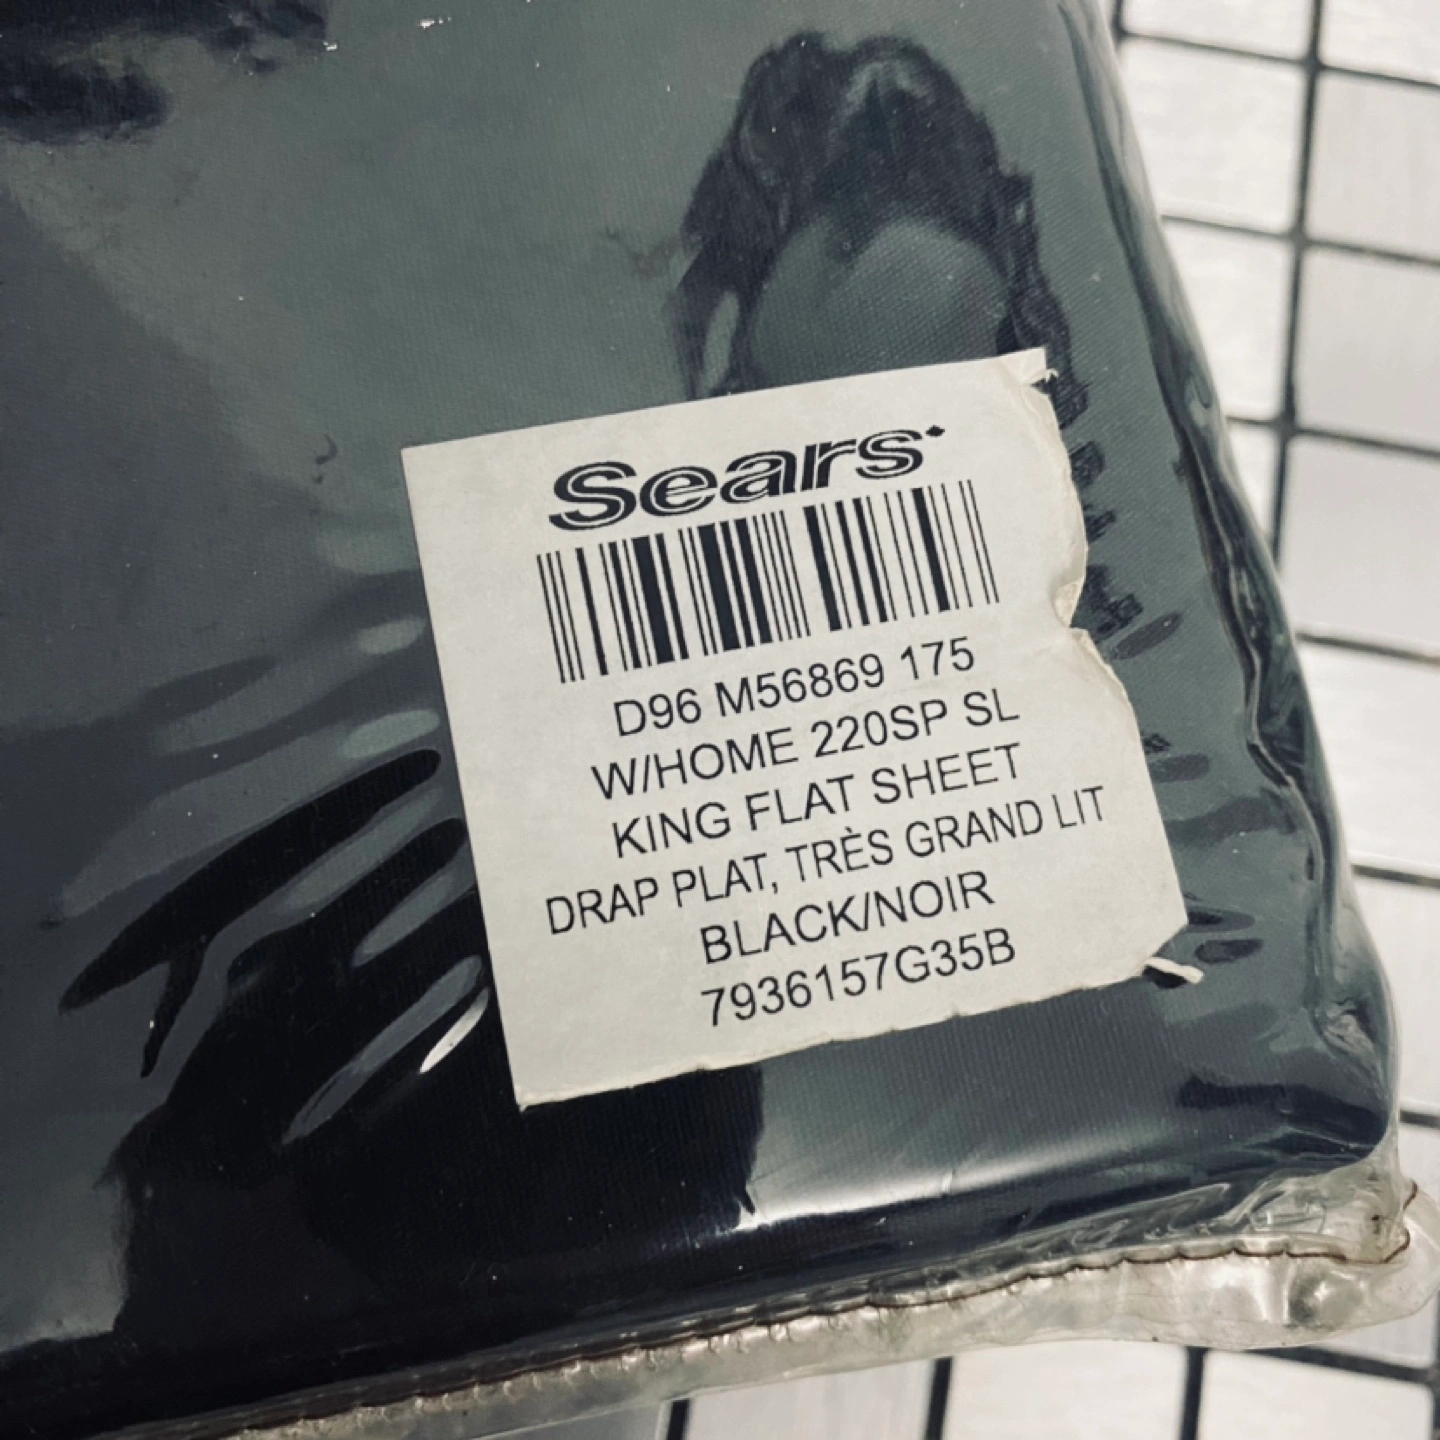 Sears
D96 M56869 175
W/HOME 220SP SL
KING FLAT SHEET
DRAP PLAT, TRÈS GRAND LIT
BLACK/NOIR
7936157G35B